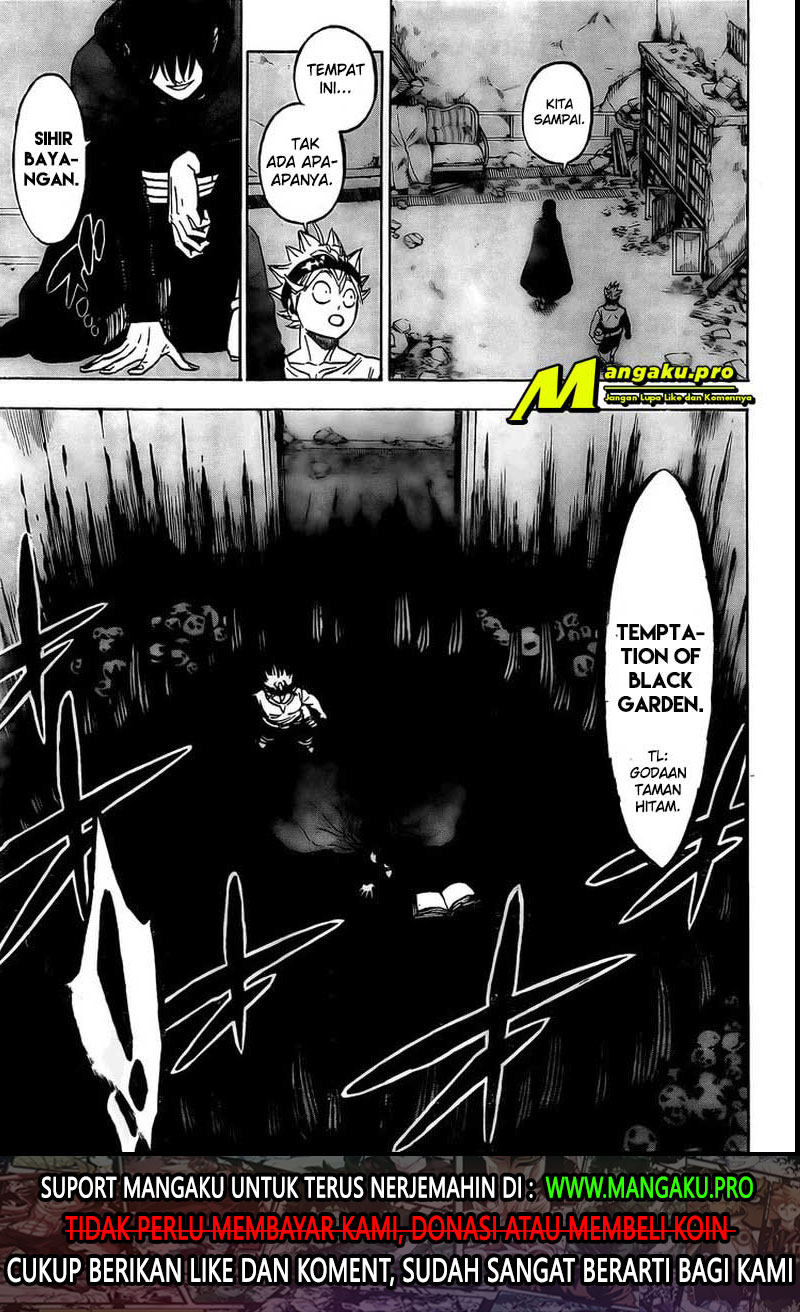 KITA
SAMPAI.
TEMPAT
INI...
TAK
ADA APA-
APANYA.
SIHIR
BAYA-
NGAN.
Mangaku.pro
Jangan Lupa Like dan Komennya
TEMPTA-
TION OF
BLACK
GARDEN.
TL:
GODAAN
TAMAN
HITAM.
SUPORT MANGAKU UNTUK TERUS NERJEMAHIN DI : WWW.MANGAKU.PRO
TIDAK PERLU MEMBAYAR KAMI, DONASI ATAU MEMBELI KOIN
CUKUP BERIKAN LIKE DAN KOMENT, SUDAH SANGAT BERARTI BAGI KAMI